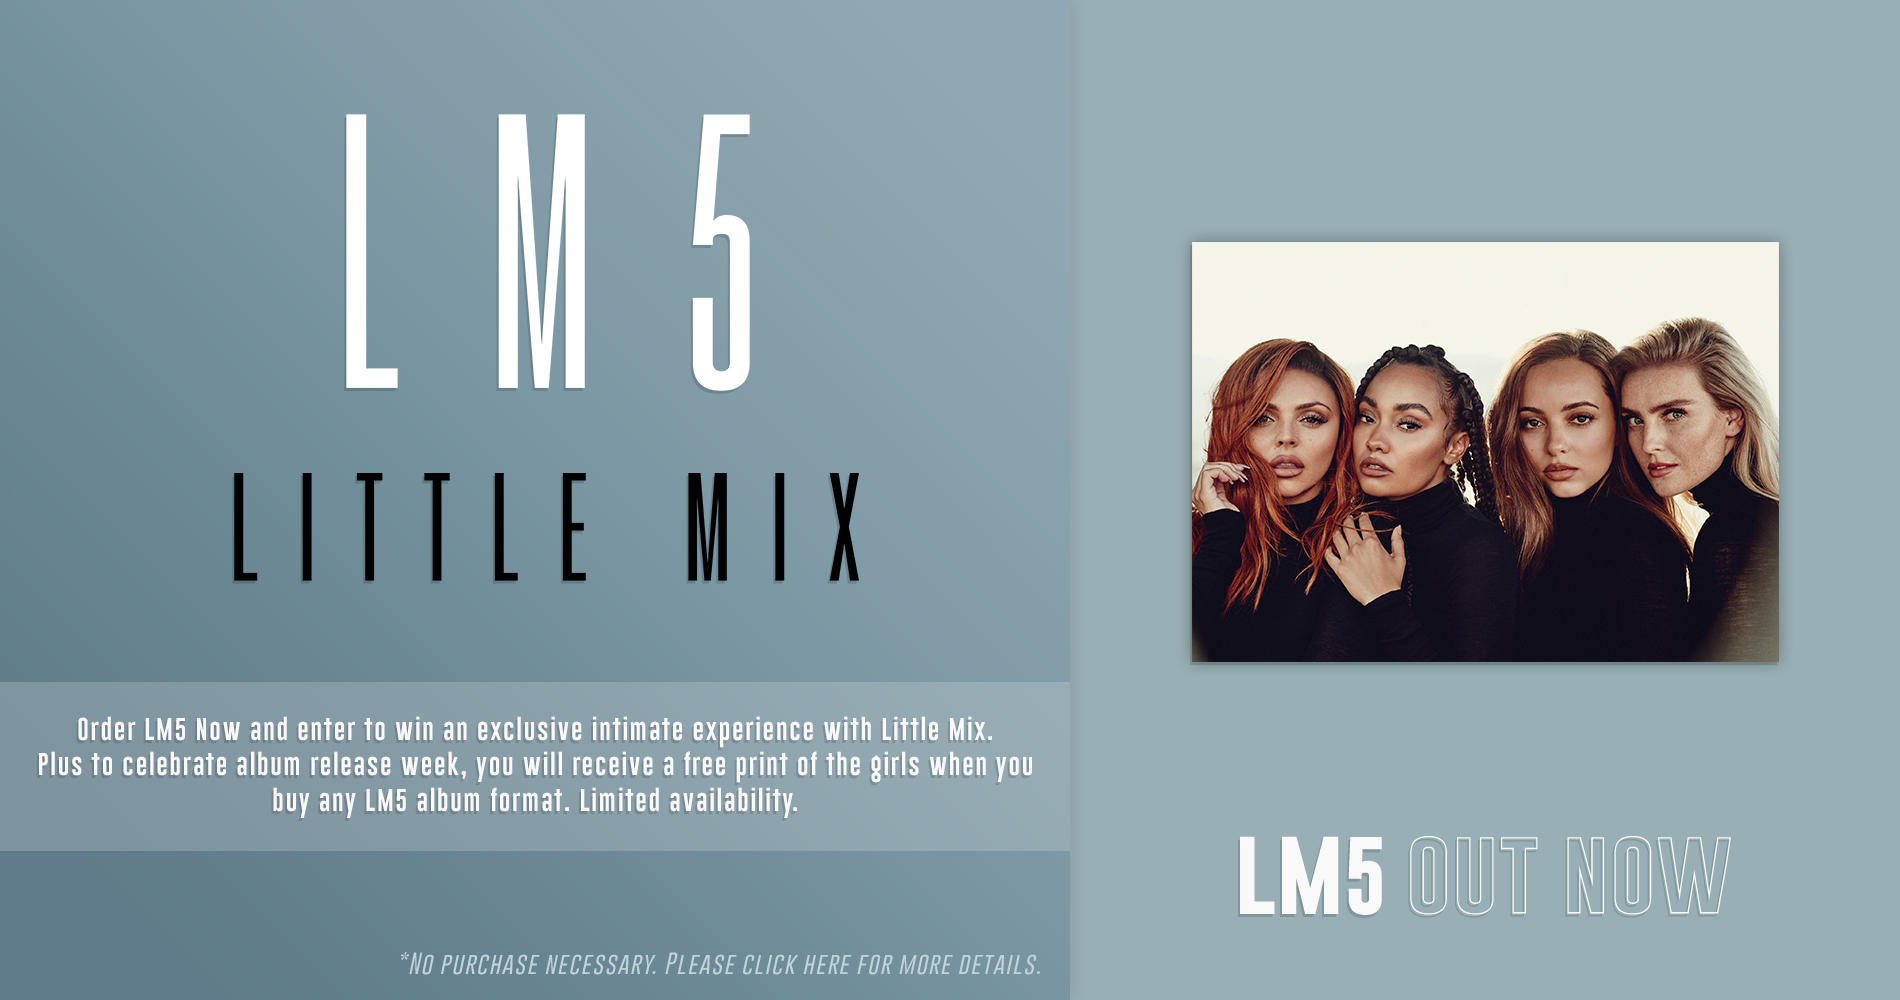 LM5
LITTLE MIX
Order LM5 Now and enter to win an exclusive intimate experience with Little Mix.
Plus to celebrate album release week, you will receive a free print of the girls when you
buy any LM5 album format. Limited availability.
*NO PURCHASE NECESSARY. PLEASE CLICK HERE FOR MORE DETAILS.
LM5 OUT NOW